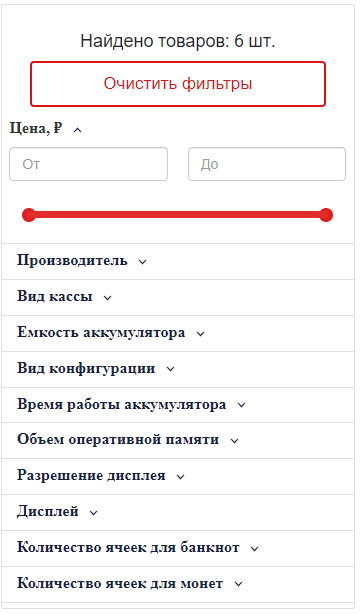 Найдено товаров: 6 шт.
Очистить фильтры
Цена, ₽
От
До
Производитель
Вид кассы
Емкость аккумулятора
Вид конфигурации
Время работы аккумулятора
Объем оперативной памяти
Разрешение дисплея
Дисплей
Количество ячеек для банкнот
Количество ячеек для монет